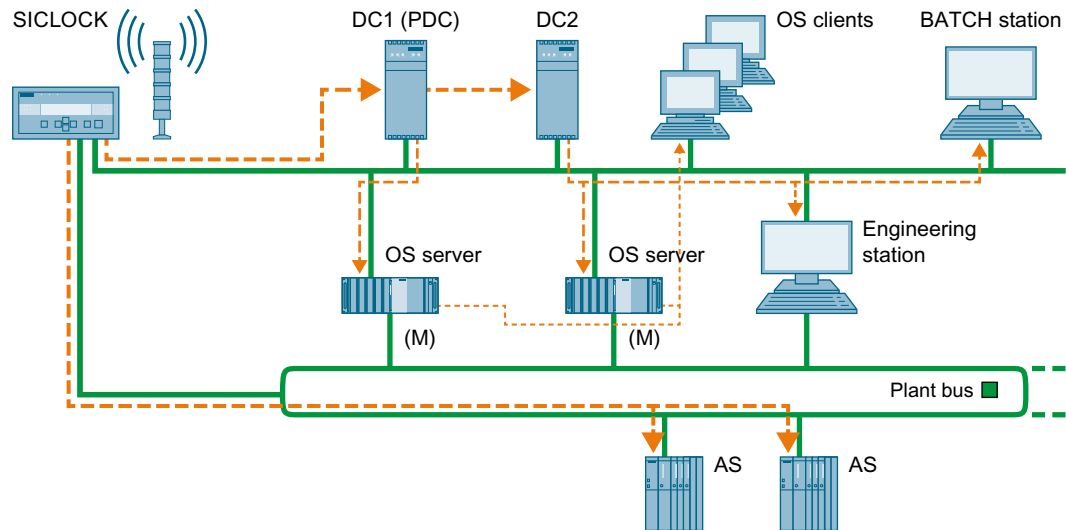 SICLOCK
DC1 (PDC)
DC2
OS clients
BATCH station
OS server
OS server
Engineering
station
(M)
(M)
Plant bus
AS
AS